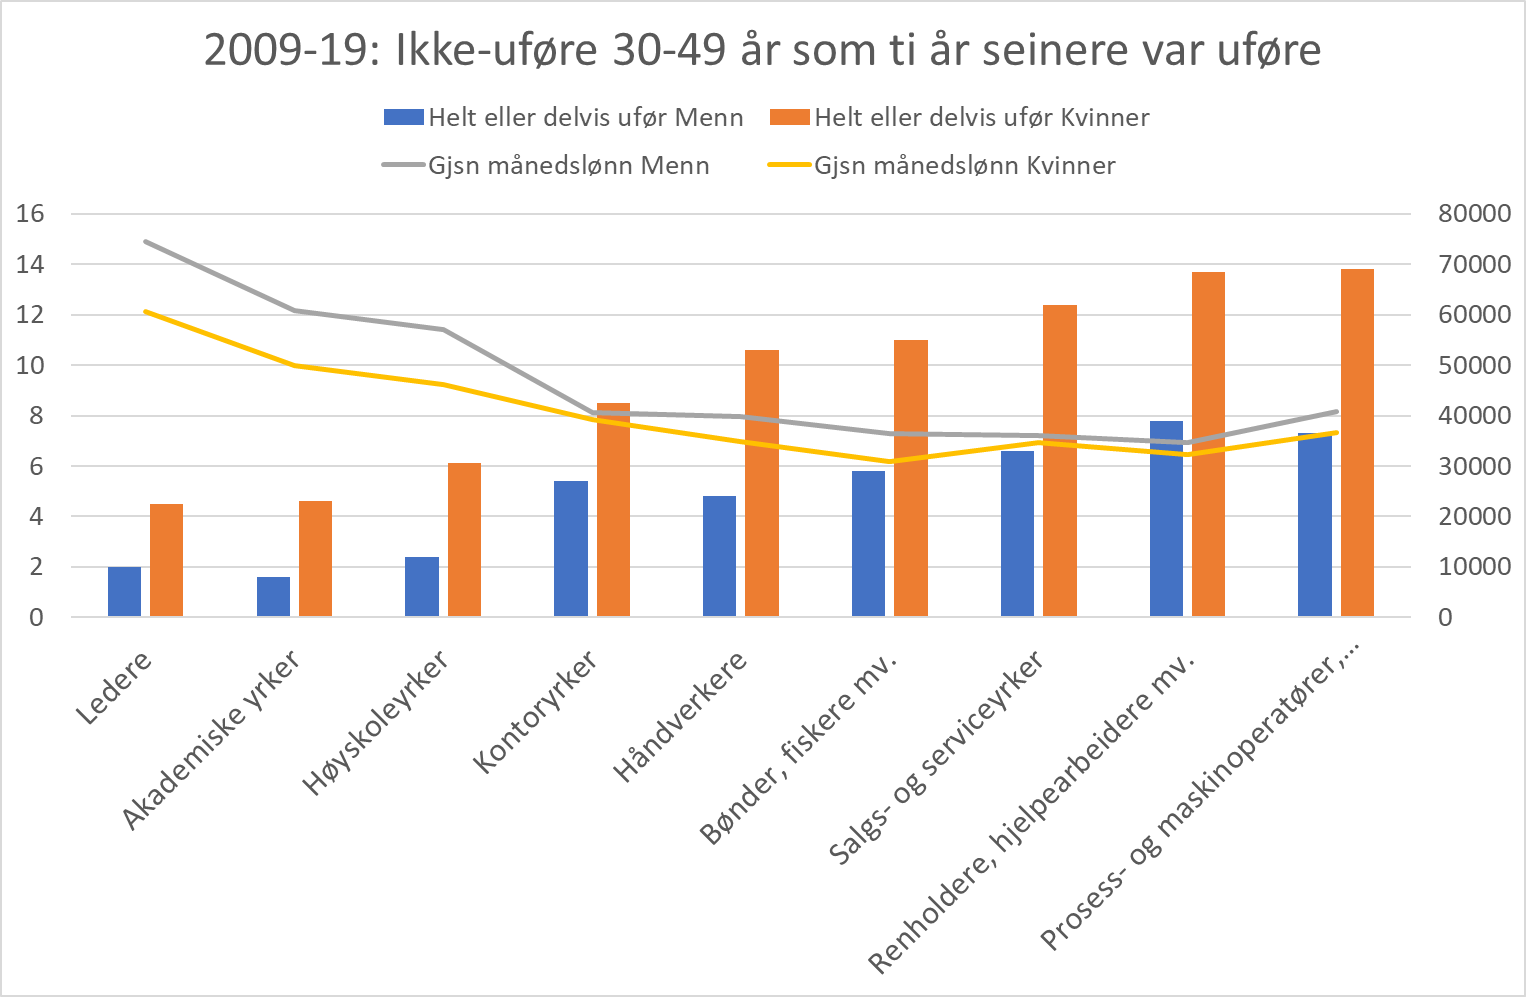 2009-19: Ikke-uføre 30-49 år som ti år seinere var uføre
Helt eller delvis ufør Menn
Helt eller delvis ufør Kvinner
Gjsn månedslønn Menn
Gjsn månedslønn Kvinner
16
14
12
10
8
6
4
2
0
80000
70000
60000
50000
40000
30000
20000
10000
0
Ledere
Akademiske yrker
Høyskoleyrker
Kontoryrker
Håndverkere
Bønder, fiskere mv.
Salgs- og serviceyrker
Renholdere, hjelpearbeidere mv.
Prosess- og maskinoperatører,...